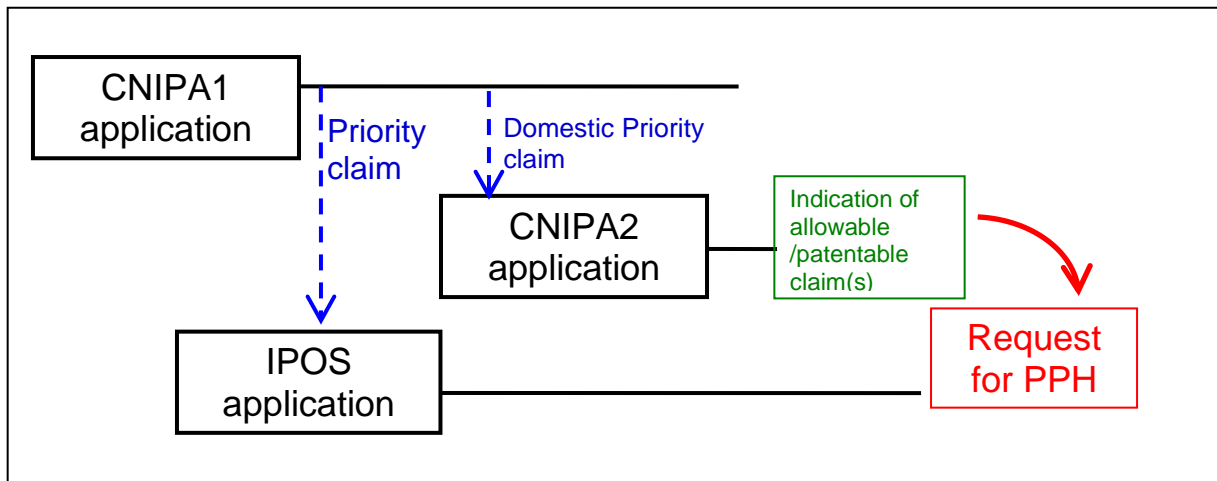 CNIPA1
application
Priority
claim
Domestic Priority
claim
CNIPA2
application
Indication of
allowable
/patentable
claim(s)
IPOS
application
Request
for PPH